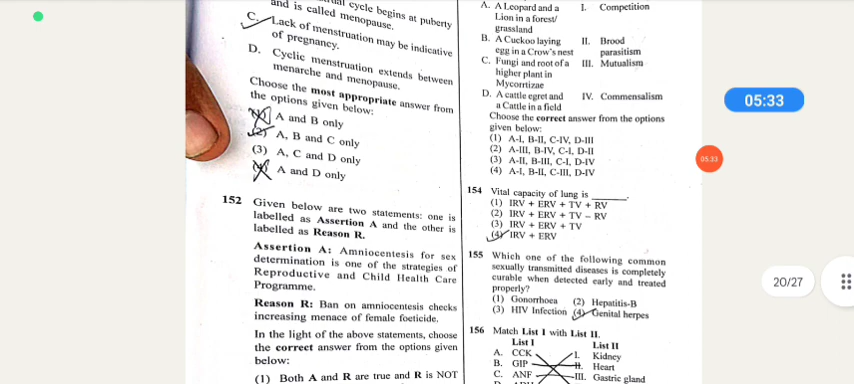 ual cycle begins at puberty
and is called menopause.
C. Lack of menstruation may be indicative
of pregnancy.
D. Cyclic menstruation extends between
menarche and menopause.
Choose the most appropriate answer from
the options given below:
A and B only
(2) A, B and C only
(3) A, C and D only
A and D only
152 Given below are two statements: one is
labelled as Assertion A and the other is
labelled as Reason R.
Assertion A: Amniocentesis for sex
determination is one of the strategies of
Reproductive and Child Health Care
Programme.
Reason R: Ban on amniocentesis checks
increasing menace of female foeticide.
In the light of the above statements, choose
the correct answer from the options given
below:
(1) Both A and R are true and R is NOT
A. A Leopard and a I. Competition
Lion in a forest/
grassland
B. A Cuckoo laying II. Brood
egg in a Crow's nest parasitism
C. Fungi and root of a III. Mutualism
higher plant in
Mycorrtizae
D. A cattle egret and IV. Commensalism
a Cattle in a field
Choose the correct answer from the options
given below:
(1) A-I, B-II, C-IV, D-III
(2) A-III, B-IV, C-I, D-II
(3) A-II, B-III, C-I, D-IV
(4) A-I, B-II, C-III, D-IV
154 Vital capacity of lung is ______.
(1) IRV + ERV + TV + RV
(2) IRV + ERV + TV – RV
(3) IRV + ERV + TV
(4) IRV + ERV
155 Which one of the following common
sexually transmitted diseases is completely
curable when detected early and treated
properly?
(1) Gonorrhoea (2) Hepatitis-B
(3) HIV Infection (4) Genital herpes
156 Match List I with List II.
List I List II
A. CCK I. Kidney
B. GIP II. Heart
C. ANF III. Gastric gland
05:33
05:33
20/27